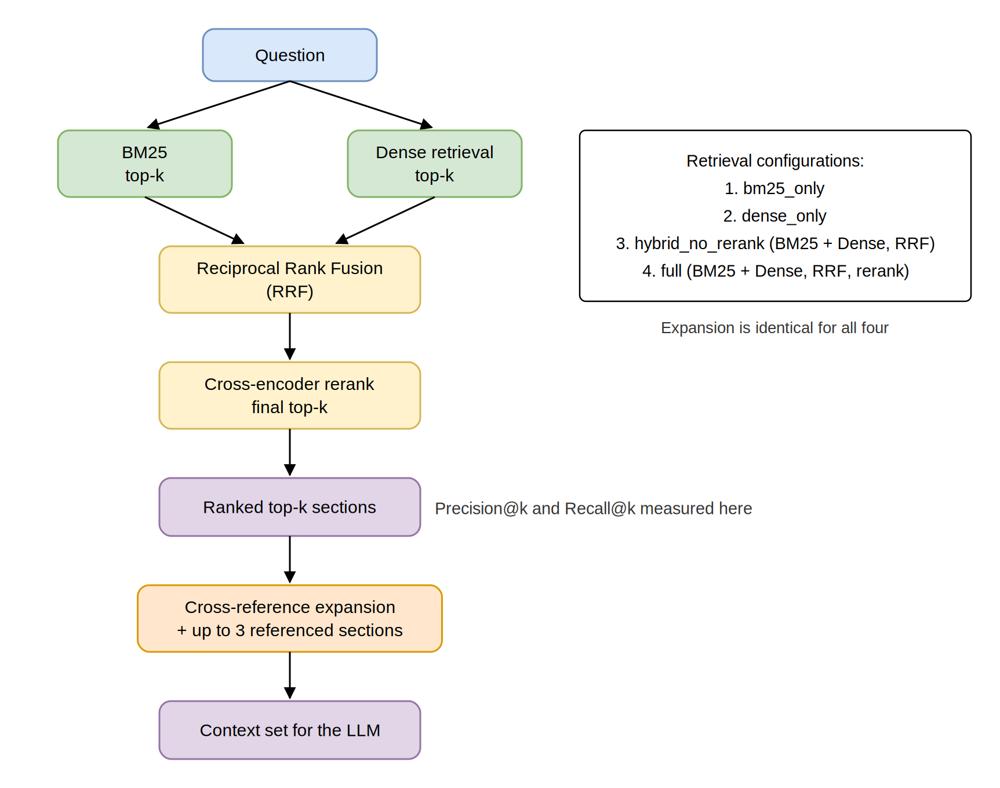 Question
BM25
top-k
Dense retrieval
top-k
Reciprocal Rank Fusion
(RRF)
Cross-encoder rerank
final top-k
Ranked top-k sections
Precision@k and Recall@k measured here
Cross-reference expansion
+ up to 3 referenced sections
Context set for the LLM
Retrieval configurations:
1. bm25_only
2. dense_only
3. hybrid_no_rerank (BM25 + Dense, RRF)
4. full (BM25 + Dense, RRF, rerank)
Expansion is identical for all four